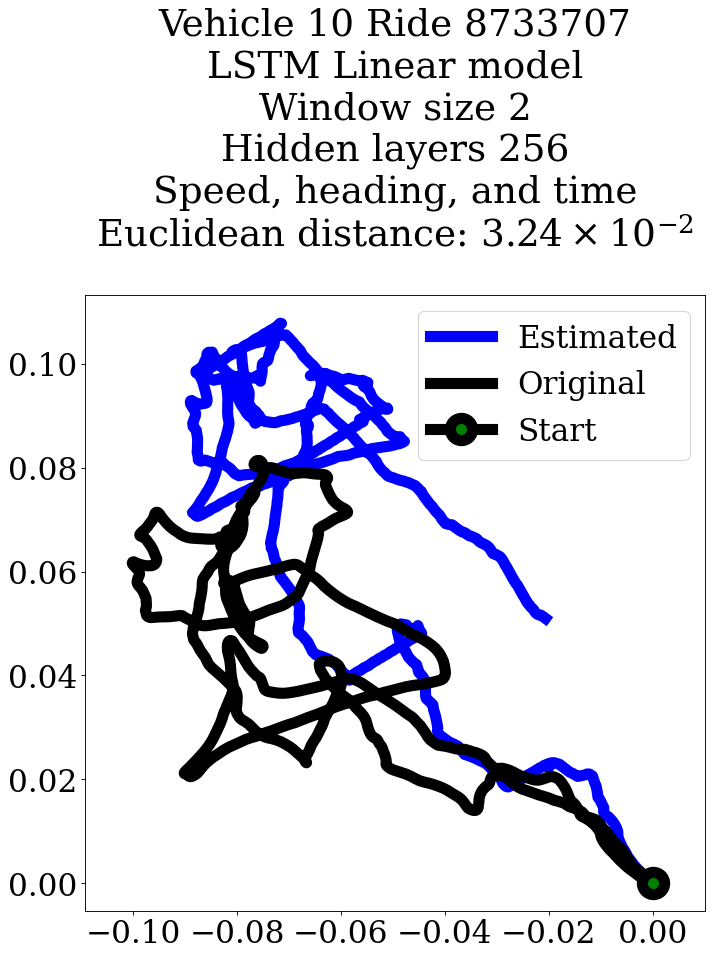 Vehicle 10 Ride 8733707
LSTM Linear model
Window size 2
Hidden layers 256
Speed, heading, and time
Euclidean distance: 3.24 × 10⁻²
Estimated
Original
Start
0.10
0.08
0.06
0.04
0.02
0.00
−0.10 −0.08 −0.06 −0.04 −0.02 0.00